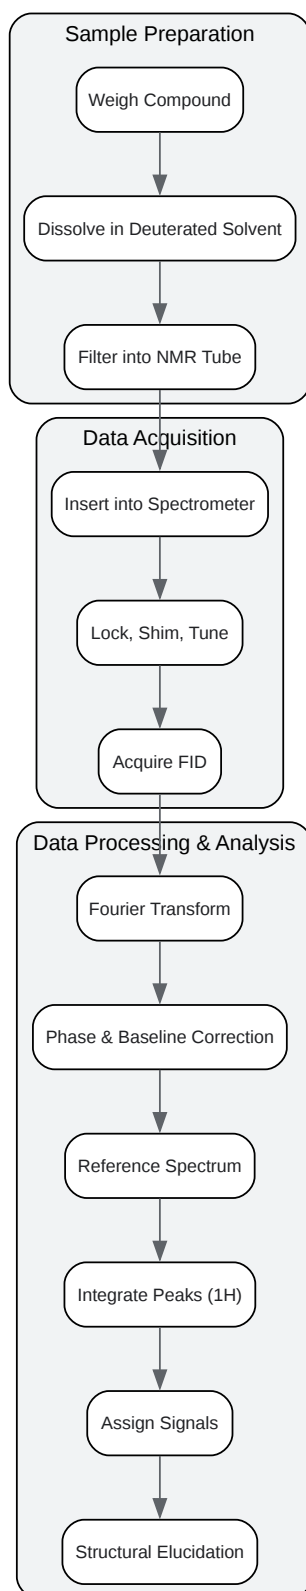 Sample Preparation
Weigh Compound
Dissolve in Deuterated Solvent
Filter into NMR Tube
Data Acquisition
Insert into Spectrometer
Lock, Shim, Tune
Acquire FID
Data Processing & Analysis
Fourier Transform
Phase & Baseline Correction
Reference Spectrum
Integrate Peaks (1H)
Assign Signals
Structural Elucidation